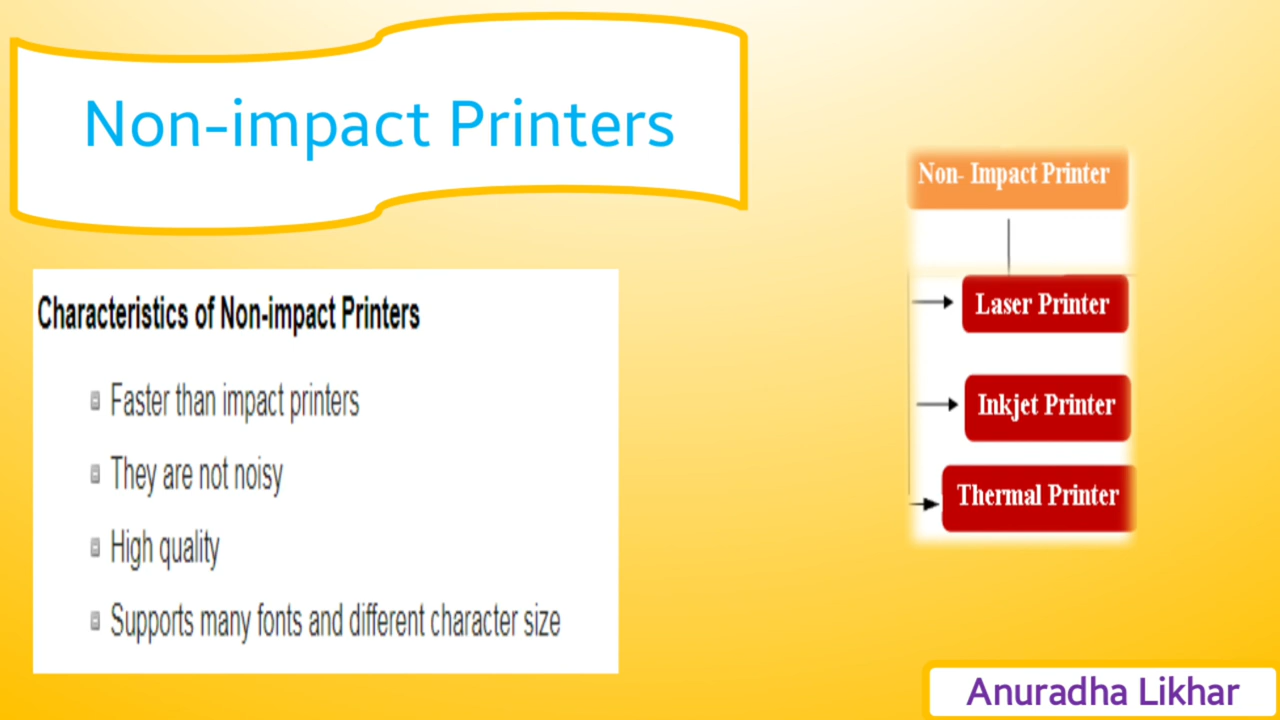 Non-impact Printers
Characteristics of Non-impact Printers
Faster than impact printers
They are not noisy
High quality
Supports many fonts and different character size
Non- Impact Printer
Laser Printer
Inkjet Printer
Thermal Printer
Anuradha Likhar